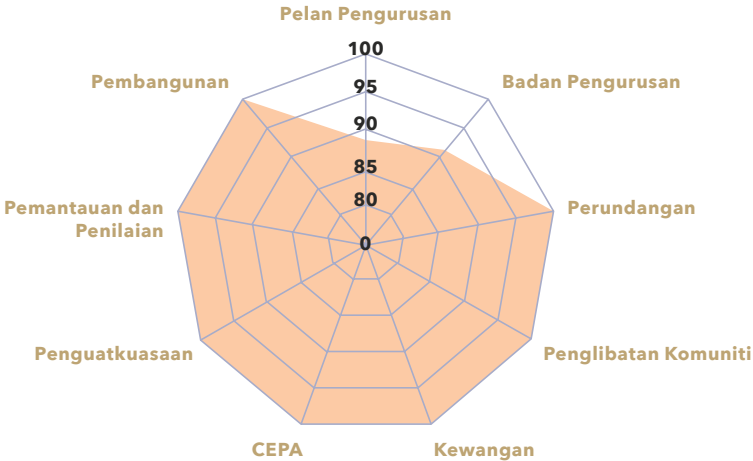 Pelan Pengurusan
100
Pembangunan
95
Badan Pengurusan
90
85
80
Pemantauan dan
Penilaian
Perundangan
0
Penguatkuasaan
Penglibatan Komuniti
CEPA
Kewangan